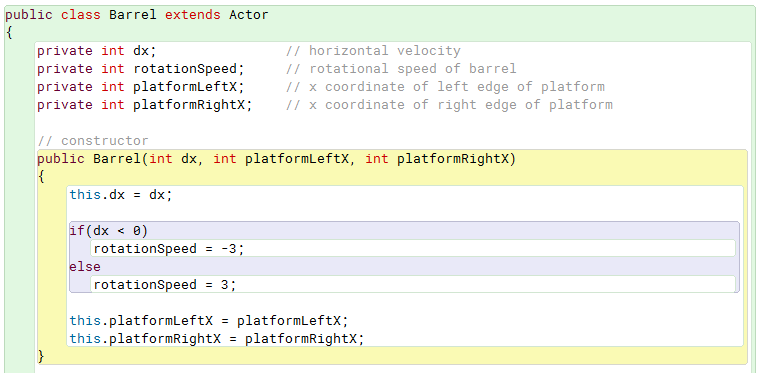 public class Barrel extends Actor
{
    private int dx;                // horizontal velocity
    private int rotationSpeed;     // rotational speed of barrel
    private int platformLeftX;     // x coordinate of left edge of platform
    private int platformRightX;    // x coordinate of right edge of platform

    // constructor
    public Barrel(int dx, int platformLeftX, int platformRightX)
    {
        this.dx = dx;

        if(dx < 0)
           rotationSpeed = -3;
        else
           rotationSpeed = 3;

        this.platformLeftX = platformLeftX;
        this.platformRightX = platformRightX;
    }